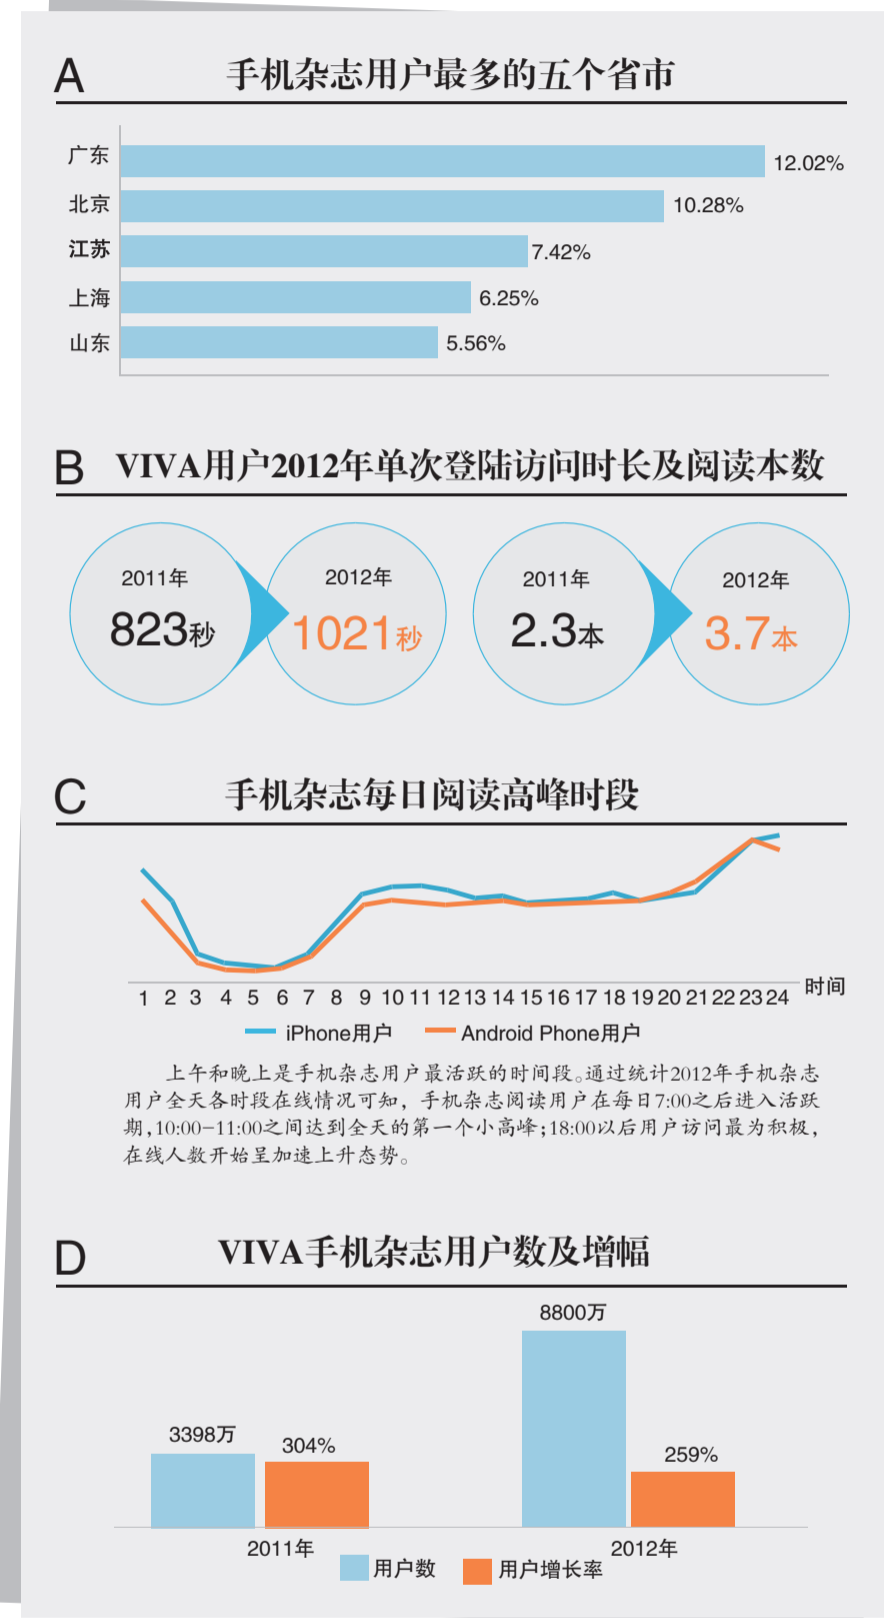 A 手机杂志用户最多的五个省市
广东 12.02%
北京 10.28%
江苏 7.42%
上海 6.25%
山东 5.56%
B VIVA用户2012年单次登陆访问时长及阅读本数
2011年 2012年 2011年 2012年
823秒 1021秒 2.3本 3.7本
C 手机杂志每日阅读高峰时段
1 2 3 4 5 6 7 8 9 10 11 12 13 14 15 16 17 18 19 20 21 22 23 24 时间
iPhone用户 Android Phone用户
上午和晚上是手机杂志用户最活跃的时间段。通过统计2012年手机杂志
用户全天各时段在线情况可知，手机杂志阅读用户在每日7:00之后进入活跃
期,10:00-11:00之间达到全天的第一个小高峰;18:00以后用户访问最为积极,
在线人数开始呈加速上升态势。
D VIVA手机杂志用户数及增幅
8800万
3398万 304% 259%
2011年 2012年
用户数 用户增长率